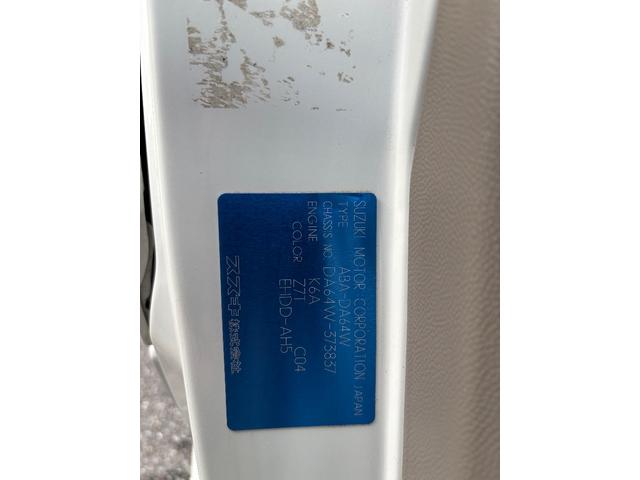 SUZUKI MOTOR CORPORATION JAPAN
TYPE ABA-DA64W
CHASSIS NO. DA64W-373837
ENGINE K6A
COLOR Z7T C04
EHDD-AH5
スズキ株式会社